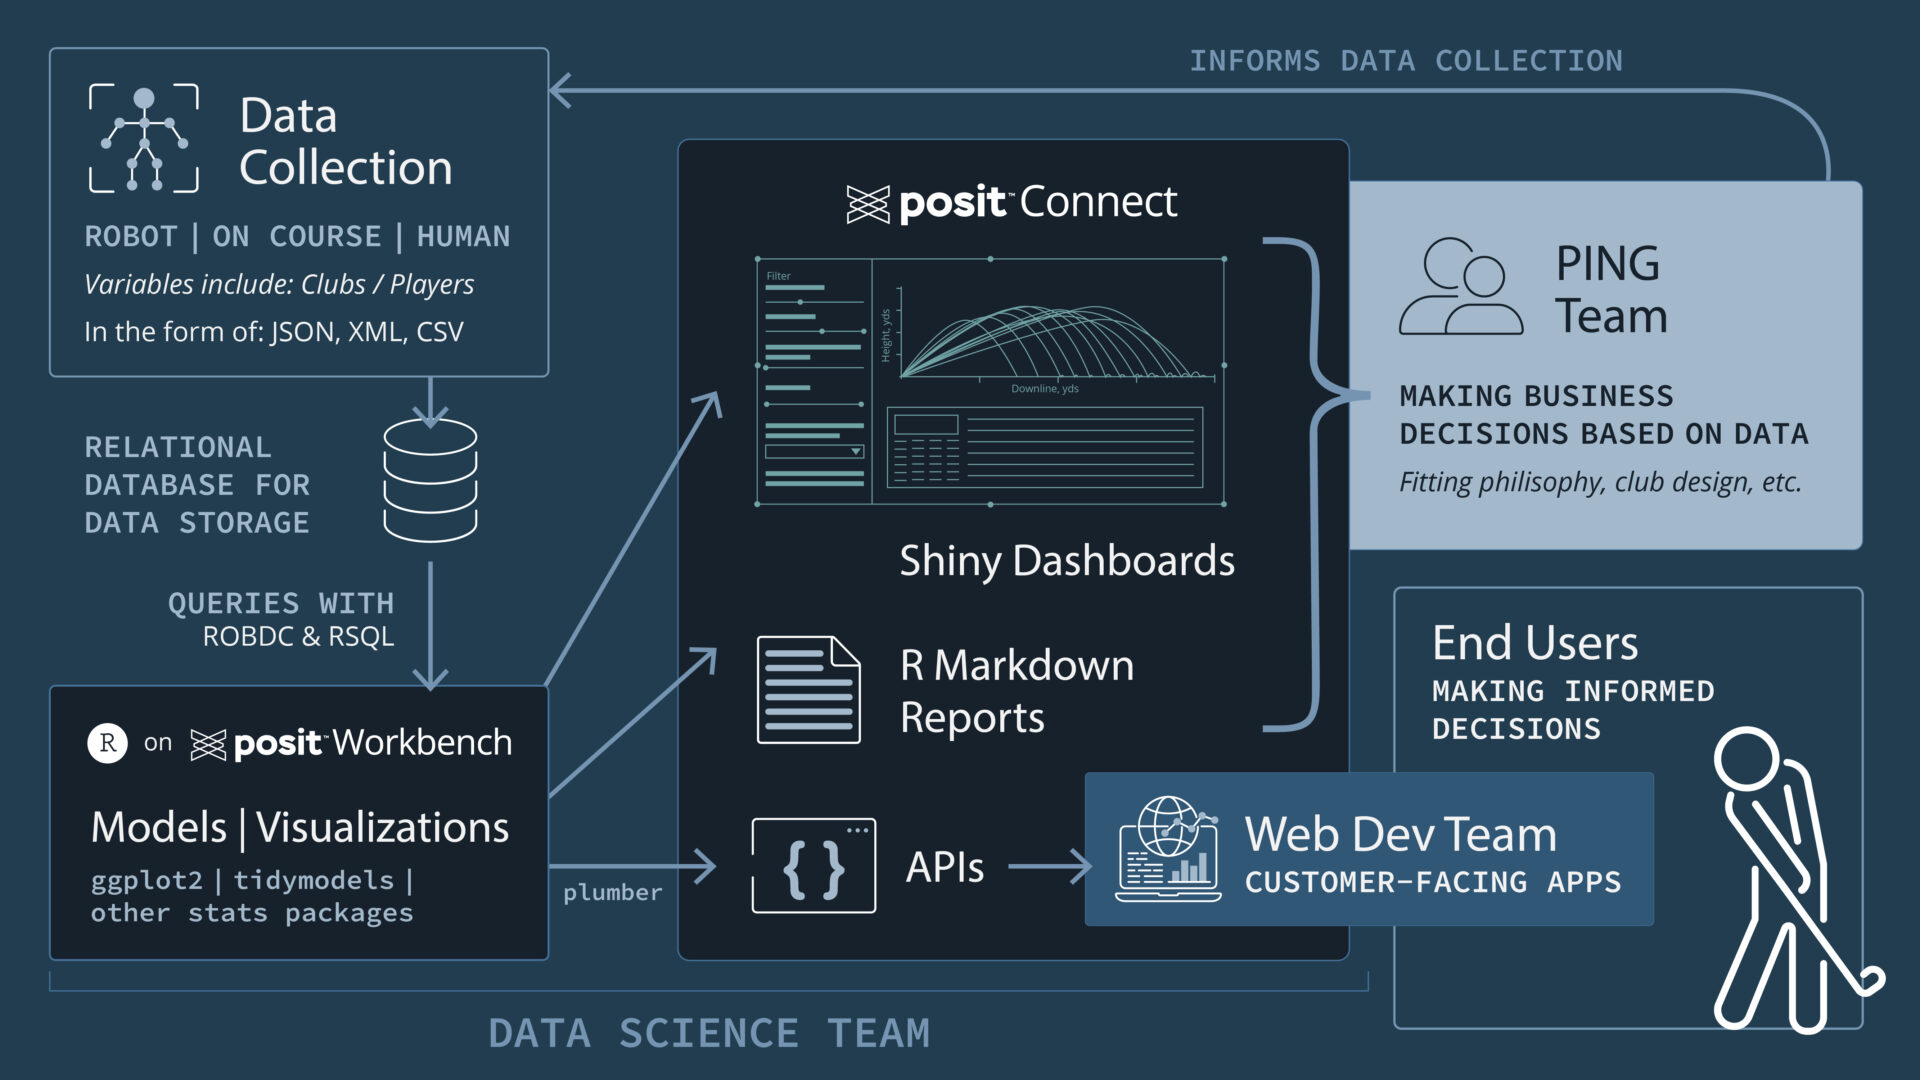 INFORMS DATA COLLECTION
Data
Collection
ROBOT | ON COURSE | HUMAN
Variables include: Clubs / Players
In the form of: JSON, XML, CSV
RELATIONAL
DATABASE FOR
DATA STORAGE
QUERIES WITH
ROBDC & RSQL
R on posit™ Workbench
Models | Visualizations
ggplot2 | tidymodels |
other stats packages
plumber
posit™ Connect
Filter
Height, yds
Downline, yds
Shiny Dashboards
R Markdown
Reports
{ } APIs
PING
Team
MAKING BUSINESS
DECISIONS BASED ON DATA
Fitting philisophy, club design, etc.
End Users
MAKING INFORMED
DECISIONS
Web Dev Team
CUSTOMER-FACING APPS
DATA SCIENCE TEAM